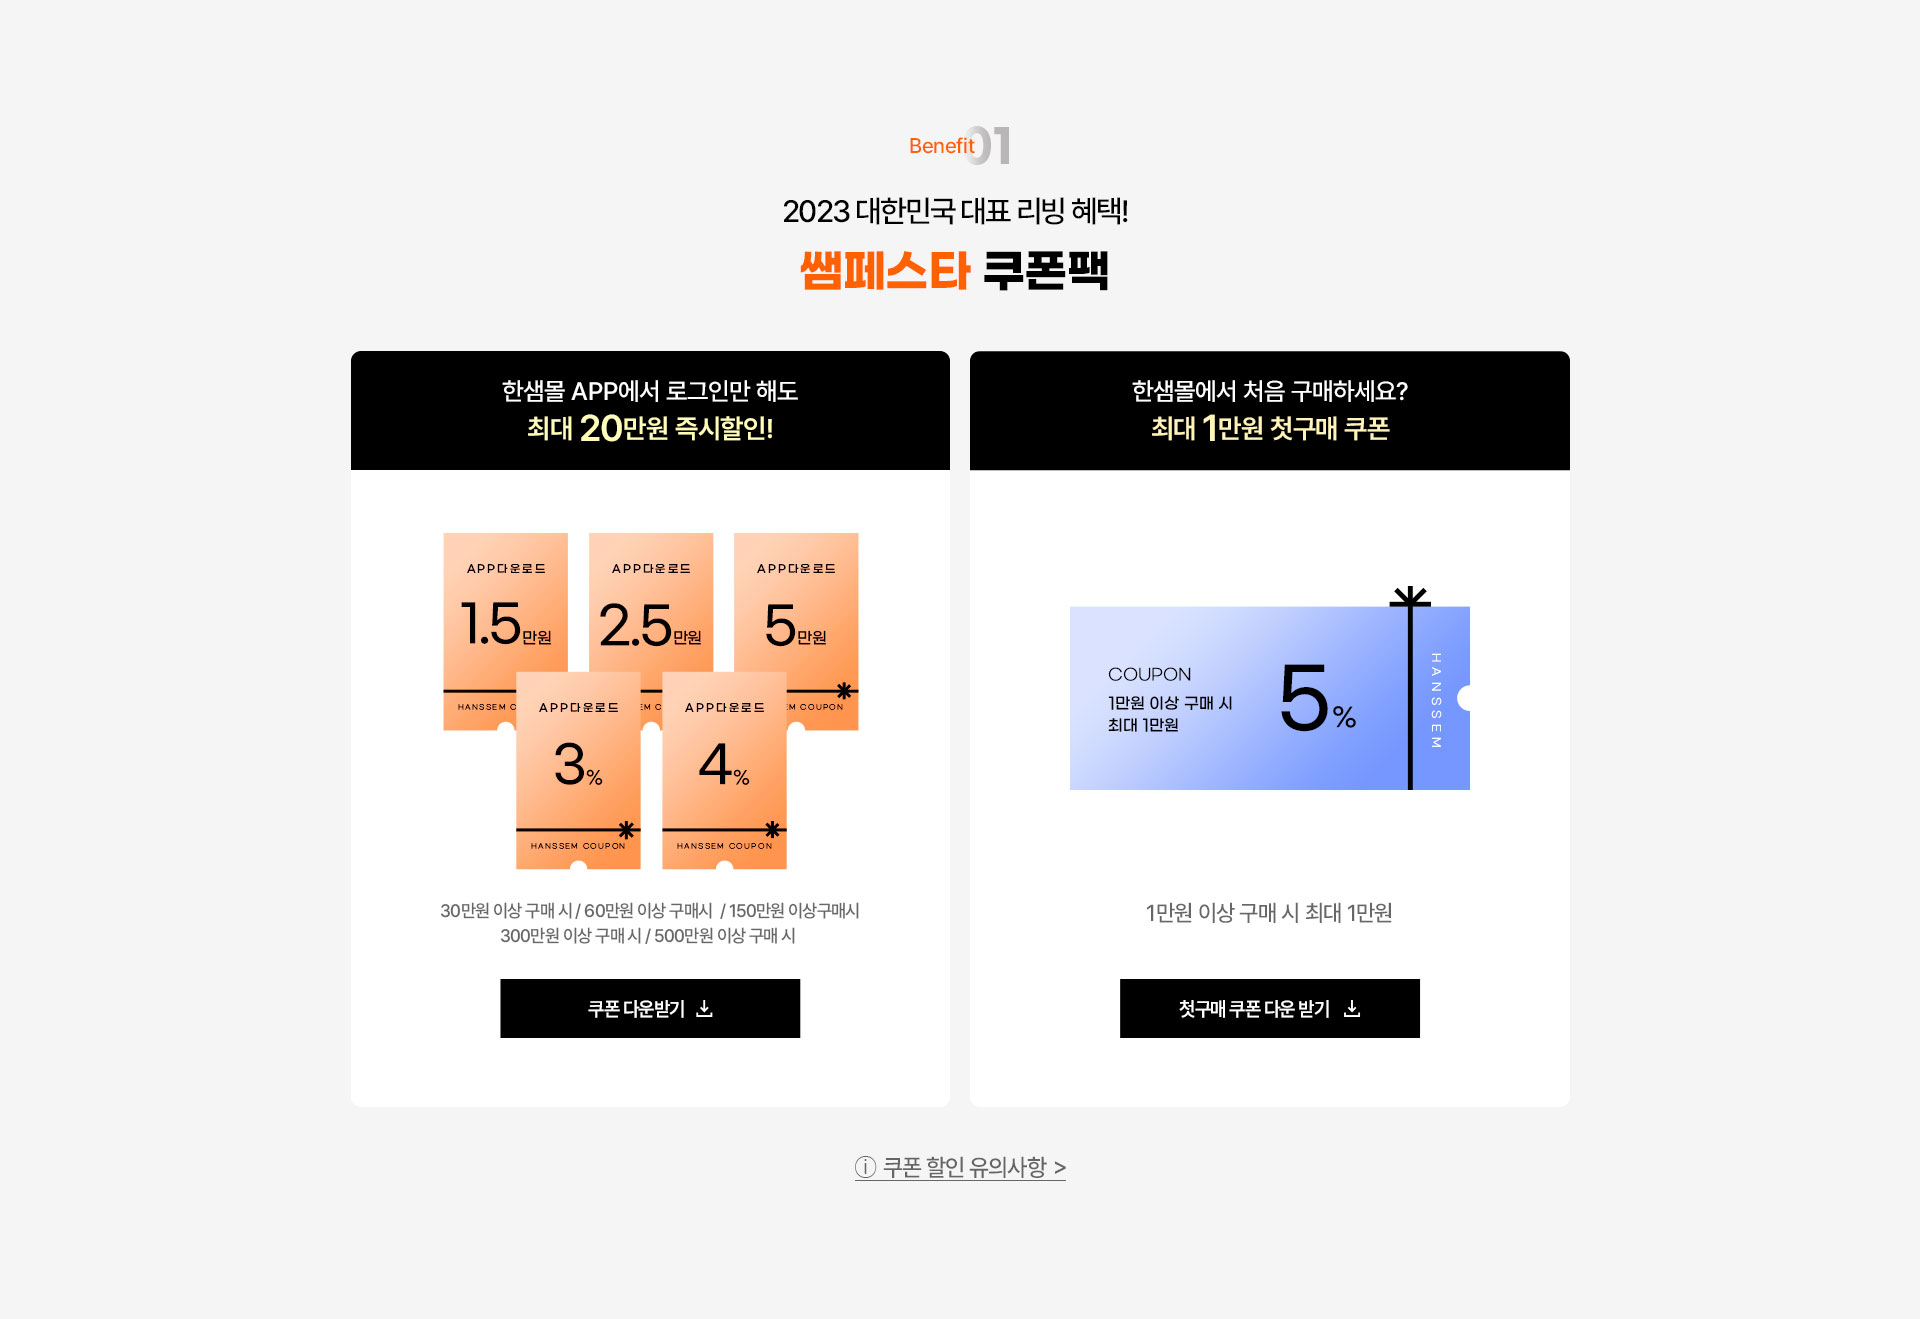 Benefit 01
2023 대한민국 대표 리빙 혜택!
쌤페스타 쿠폰팩
한샘몰 APP에서 로그인만 해도
최대 20만원 즉시할인!
APP다운로드
1.5만원
HANSSEM C
APP다운로드
2.5만원
EM C
APP다운로드
5만원
EM COUPON
APP다운로드
3%
HANSSEM COUPON
APP다운로드
4%
HANSSEM COUPON
30만원 이상 구매 시 / 60만원 이상 구매시 / 150만원 이상구매시
300만원 이상 구매 시 / 500만원 이상 구매 시
쿠폰 다운받기
한샘몰에서 처음 구매하세요?
최대 1만원 첫구매 쿠폰
COUPON
1만원 이상 구매 시
최대 1만원
5%
HANSSEM
1만원 이상 구매 시 최대 1만원
첫구매 쿠폰 다운 받기
ⓘ 쿠폰 할인 유의사항 >